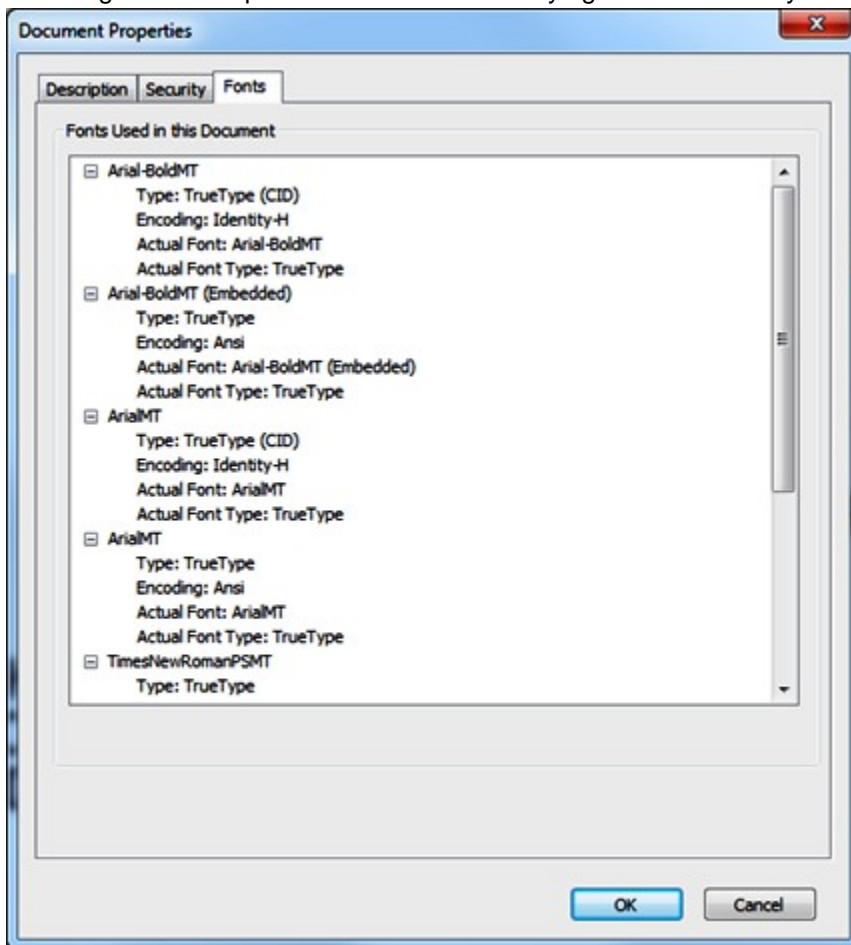 Document Properties
Description Security Fonts
Fonts Used in this Document
Arial-BoldMT
Type: TrueType (CID)
Encoding: Identity-H
Actual Font: Arial-BoldMT
Actual Font Type: TrueType
Arial-BoldMT (Embedded)
Type: TrueType
Encoding: Ansi
Actual Font: Arial-BoldMT (Embedded)
Actual Font Type: TrueType
ArialMT
Type: TrueType (CID)
Encoding: Identity-H
Actual Font: ArialMT
Actual Font Type: TrueType
ArialMT
Type: TrueType
Encoding: Ansi
Actual Font: ArialMT
Actual Font Type: TrueType
TimesNewRomanPSMT
Type: TrueType
OK Cancel